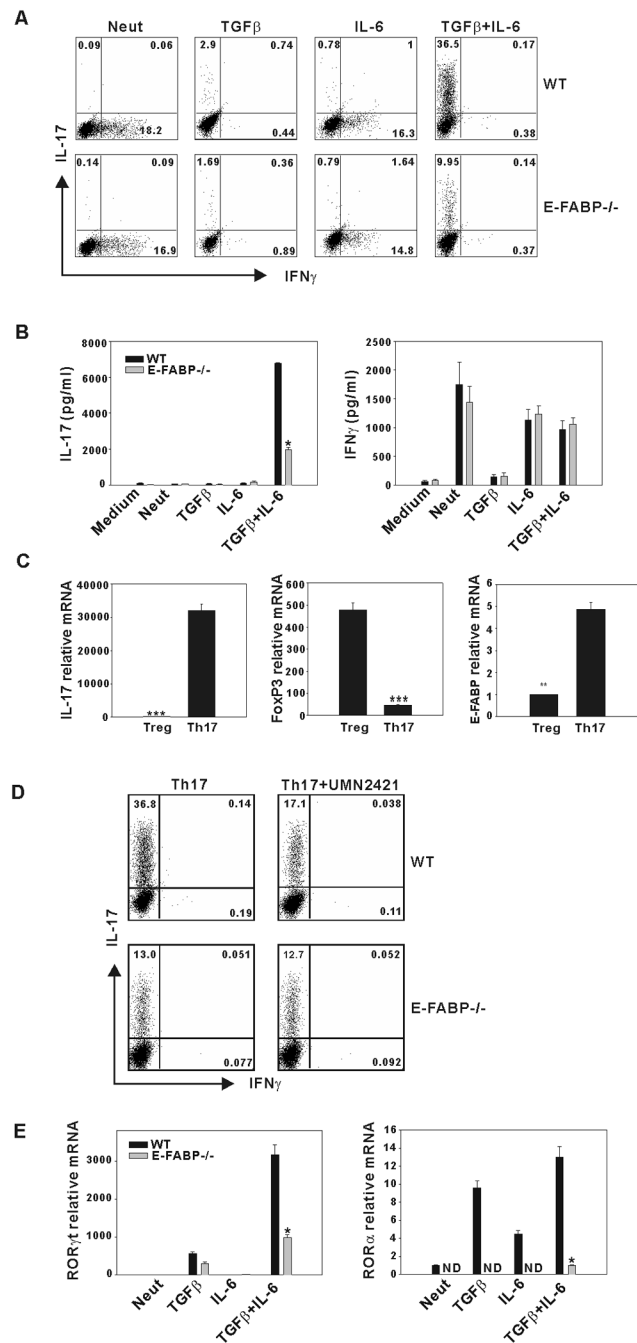 A
Neut TGFβ IL-6 TGFβ+IL-6
0.09 0.06 2.9 0.74 0.78 1 36.5 0.17
WT
18.2 0.44 16.3 0.38
0.14 0.09 1.69 0.36 0.79 1.64 9.95 0.14
E-FABP-/-
16.9 0.89 14.8 0.37
IL-17
IFNγ
B
IL-17 (pg/ml)
8000
6000
4000
2000
0
WT
E-FABP-/-
*
Medium Neut TGFβ IL-6 TGFβ+IL-6
IFNγ (pg/ml)
2500
2000
1500
1000
500
0
Medium Neut TGFβ IL-6 TGFβ+IL-6
C
IL-17 relative mRNA
40000
30000
20000
10000
0
***
Treg Th17
FoxP3 relative mRNA
600
500
400
300
200
100
0
***
Treg Th17
E-FABP relative mRNA
6
5
4
3
2
1
0
**
Treg Th17
D
Th17 Th17+UMN2421
36.8 0.14 17.1 0.038
WT
0.19 0.11
13.0 0.051 12.7 0.052
E-FABP-/-
0.077 0.092
IL-17
IFNγ
E
RORγt relative mRNA
3000
2000
1000
0
WT
E-FABP-/-
*
Neut TGFβ IL-6 TGFβ+IL-6
RORα relative mRNA
16
14
12
10
8
6
4
2
0
ND ND ND *
Neut TGFβ IL-6 TGFβ+IL-6